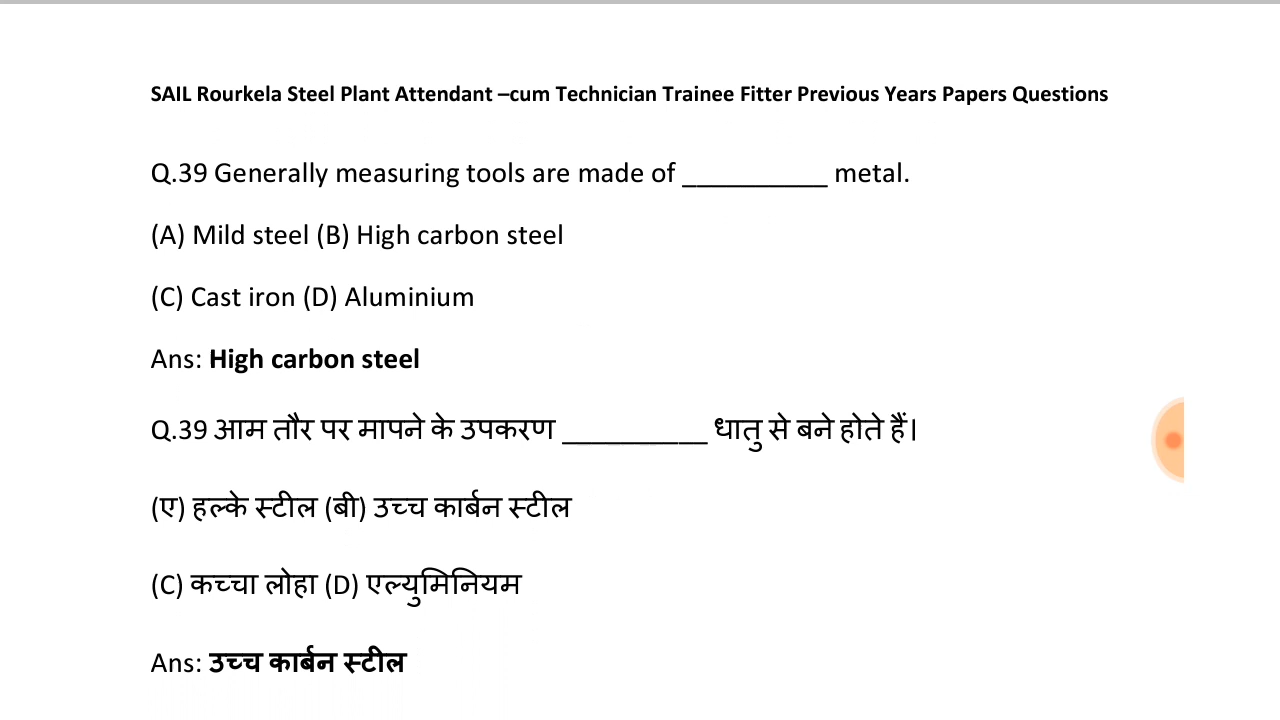 SAIL Rourkela Steel Plant Attendant –cum Technician Trainee Fitter Previous Years Papers Questions
Q.39 Generally measuring tools are made of __________ metal.
(A) Mild steel (B) High carbon steel
(C) Cast iron (D) Aluminium
Ans: High carbon steel
Q.39 आम तौर पर मापने के उपकरण __________ धातु से बने होते हैं।
(ए) हल्के स्टील (बी) उच्च कार्बन स्टील
(C) कच्चा लोहा (D) एल्युमिनियम
Ans: उच्च कार्बन स्टील